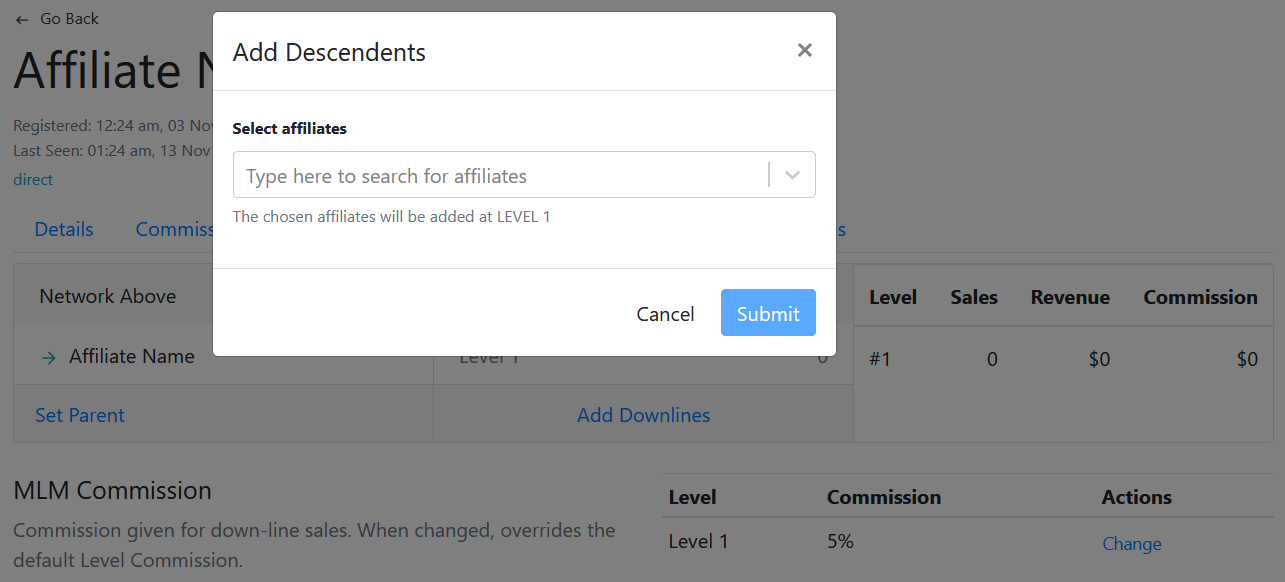 ← Go Back
Add Descendents
×
Affiliate
Select affiliates
Registered: 12:24 am, 03 Nov
Last Seen: 01:24 am, 13 Nov
Type here to search for affiliates
direct
The chosen affiliates will be added at LEVEL 1
Details
Network Above
Level Sales Revenue Commission
Cancel Submit
→ Affiliate Name
Level 1 0
#1 0 $0 $0
Set Parent
Add Downlines
MLM Commission
Commission given for down-line sales. When changed, overrides the
default Level Commission.
Level Commission Actions
Level 1 5% Change